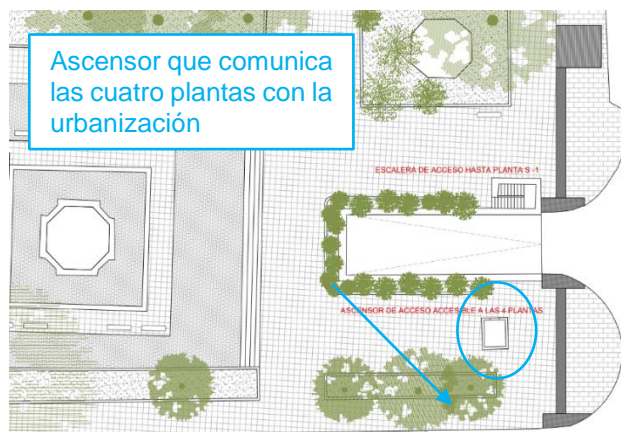 Ascensor que comunica
las cuatro plantas con la
urbanización
ESCALERA DE ACCESO HASTA PLANTA S -1
ASCENSOR DE ACCESO ACCESIBLE A LAS 4 PLANTAS